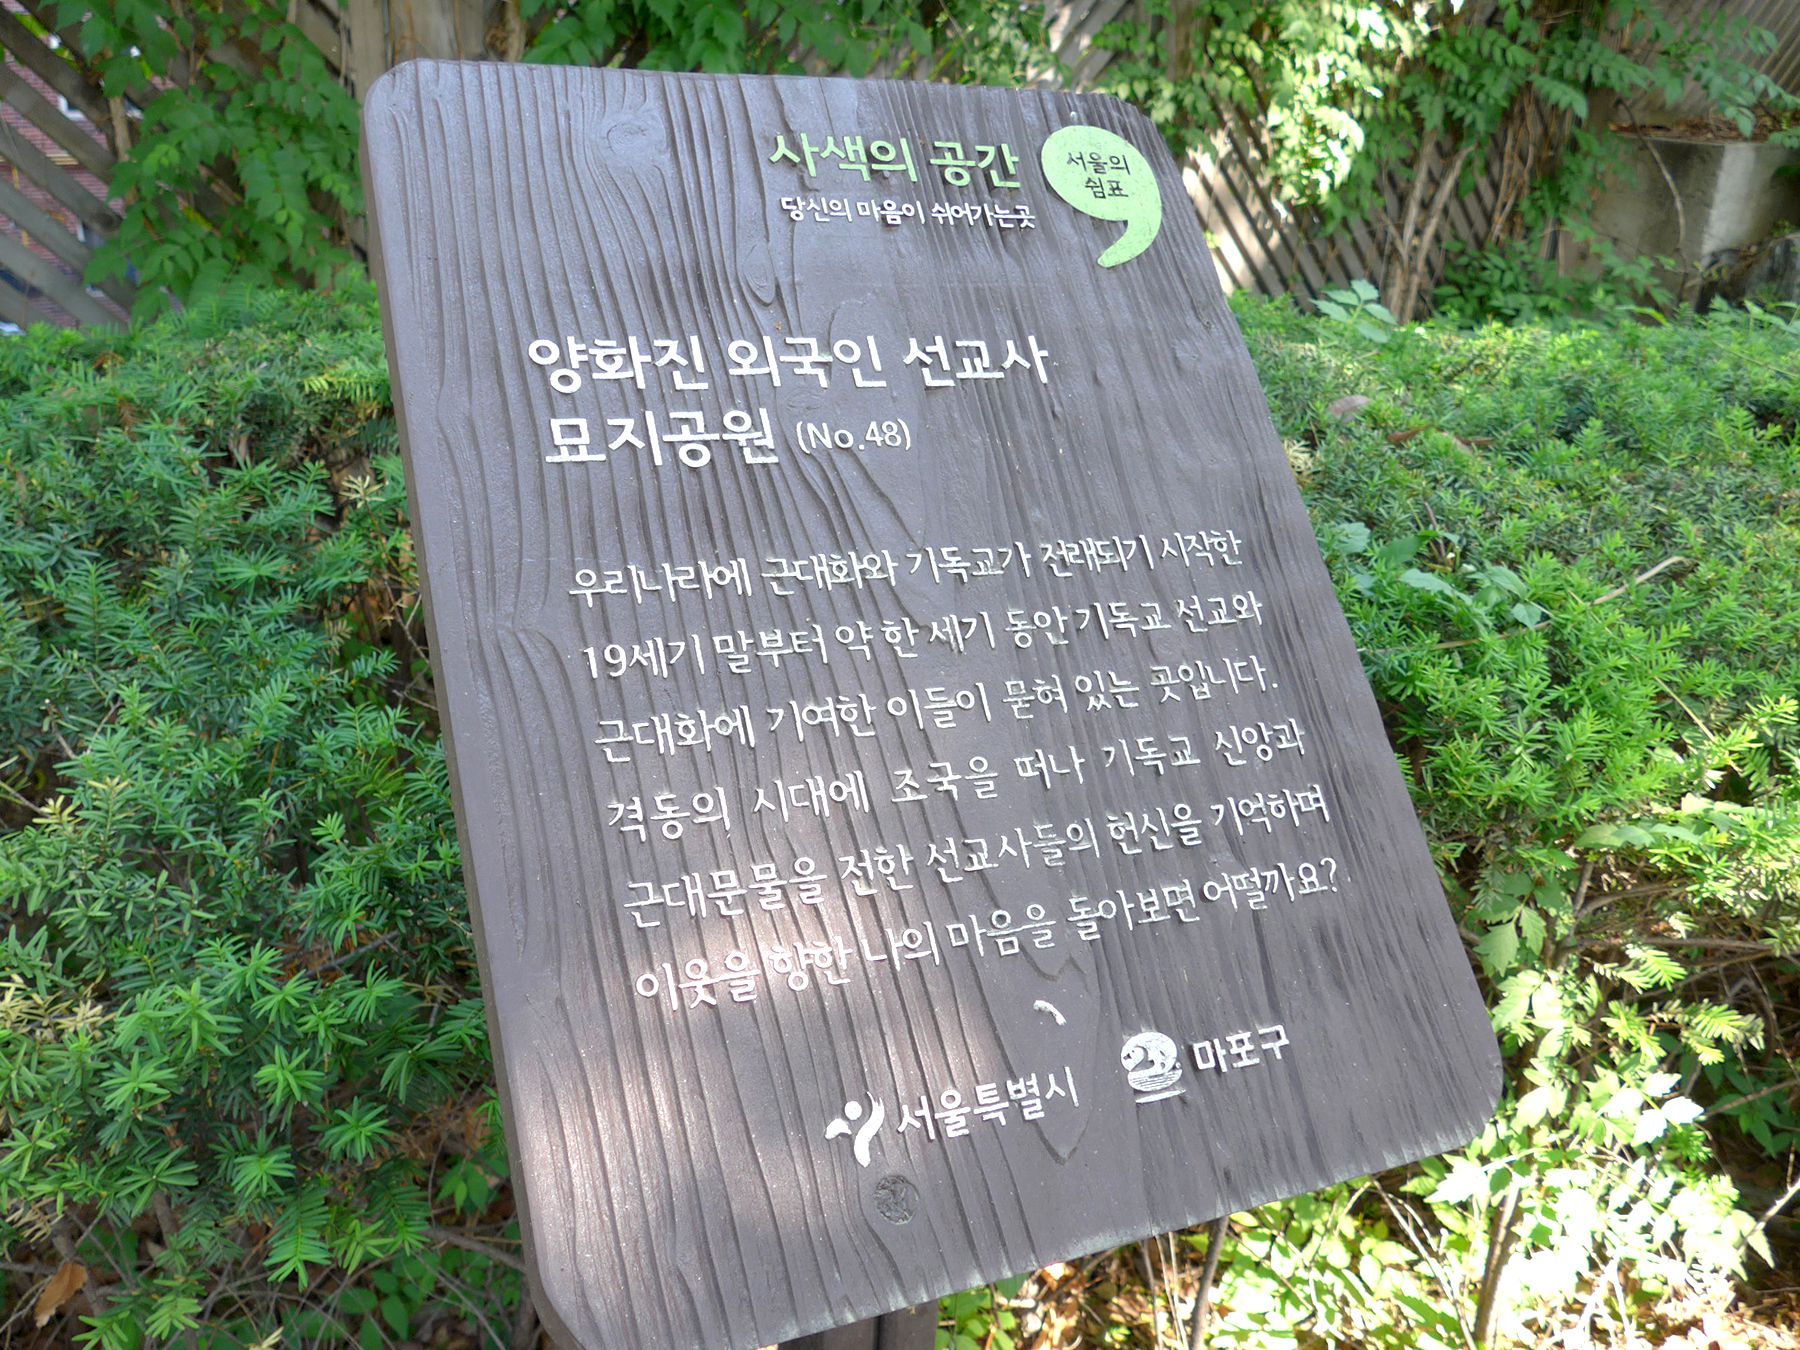 사색의 공간
당신의 마음이 쉬어가는곳
서울의
쉼표
양화진 외국인 선교사
묘지공원 (No.48)
우리나라에 근대화와 기독교가 전래되기 시작한
19세기 말부터 약 한 세기 동안 기독교 선교와
근대화에 기여한 이들이 묻혀 있는 곳입니다.
격동의 시대에 조국을 떠나 기독교 신앙과
근대문물을 전한 선교사들의 헌신을 기억하며
이웃을 향한 나의 마음을 돌아보면 어떨까요?
서울특별시
마포구